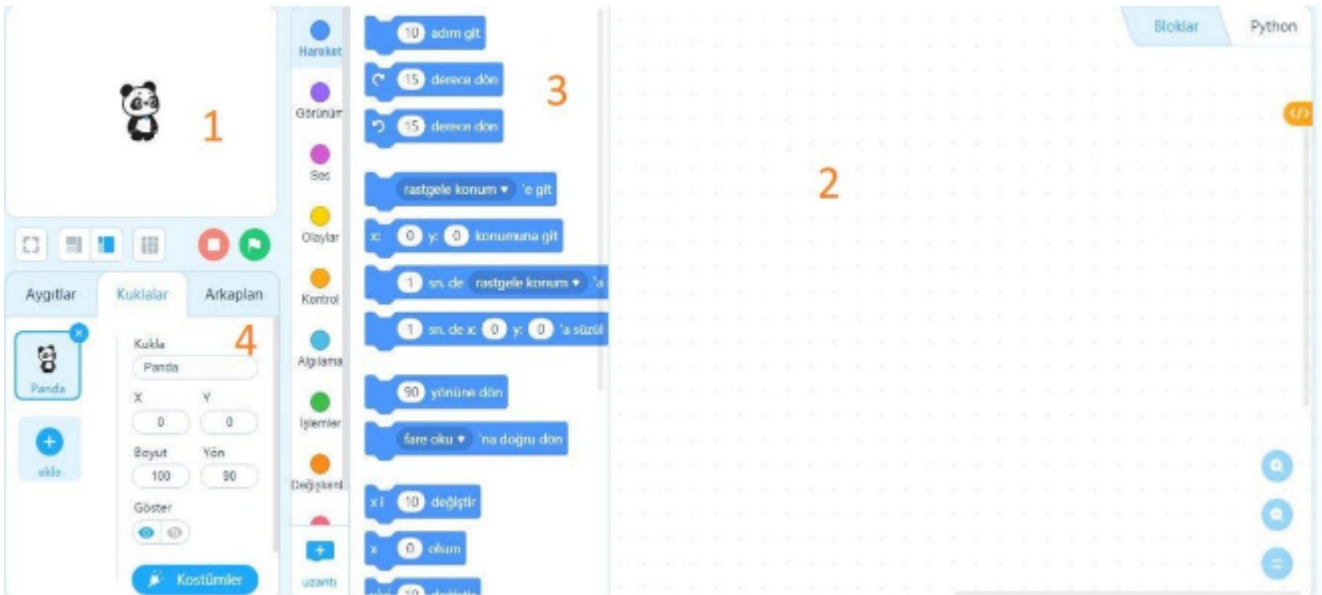 1
Aygıtlar
Kuklalar
Arkaplan
4
Panda
ekle
Kukla
Panda
X
Y
0
0
Boyut
Yön
100
90
Göster
Kostümler
Hareket
Görünüm
Ses
Olaylar
Kontrol
Algılama
İşlemler
Değişkenl
uzantı
3
10 adım git
15 derece dön
15 derece dön
rastgele konum 'e git
x: 0 y: 0 konumuna git
1 sn. de rastgele konum 'a
1 sn. de x: 0 y: 0 'a süzül
90 yönüne dön
fare oku 'na doğru dön
x i 10 değiştir
x 0 olsun
10 değiştir
2
Bloklar
Python